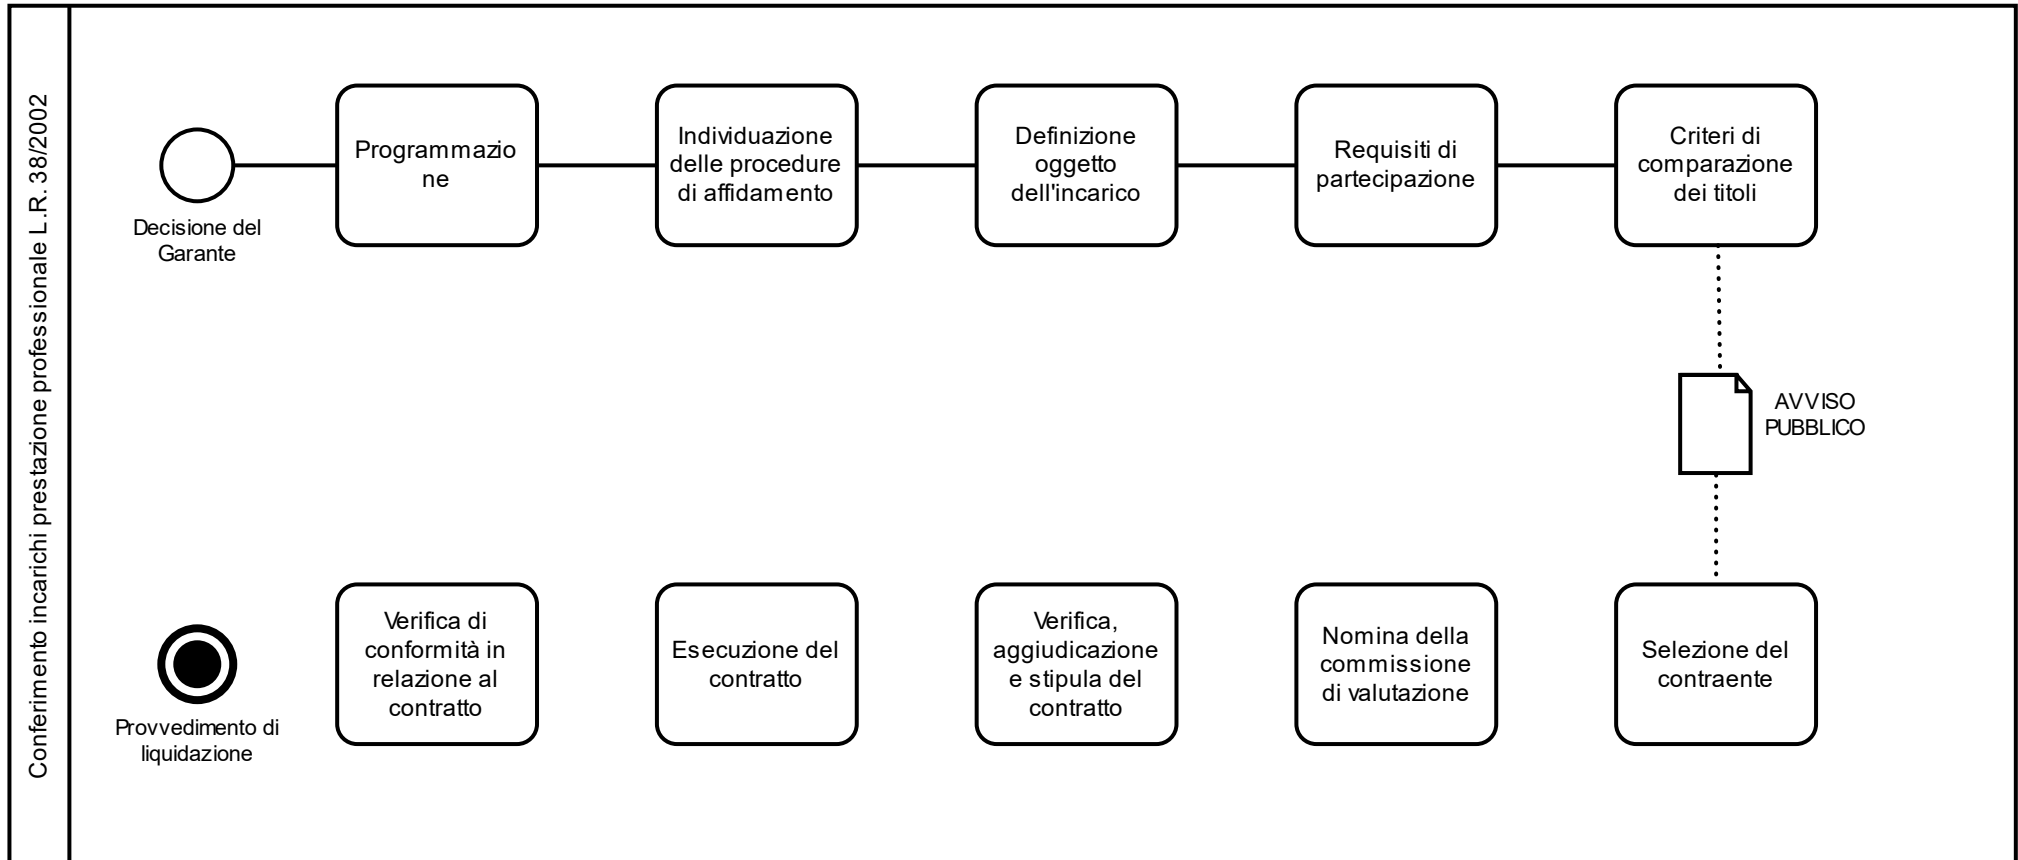 Conferimento incarichi prestazione professionale L.R. 38/2002
Decisione del
Garante
Programmazio
ne
Individuazione
delle procedure
di affidamento
Definizione
oggetto
dell'incarico
Requisiti di
partecipazione
Criteri di
comparazione
dei titoli
AVVISO
PUBBLICO
Provvedimento di
liquidazione
Verifica di
conformità in
relazione al
contratto
Esecuzione del
contratto
Verifica,
aggiudicazione
e stipula del
contratto
Nomina della
commissione
di valutazione
Selezione del
contraente